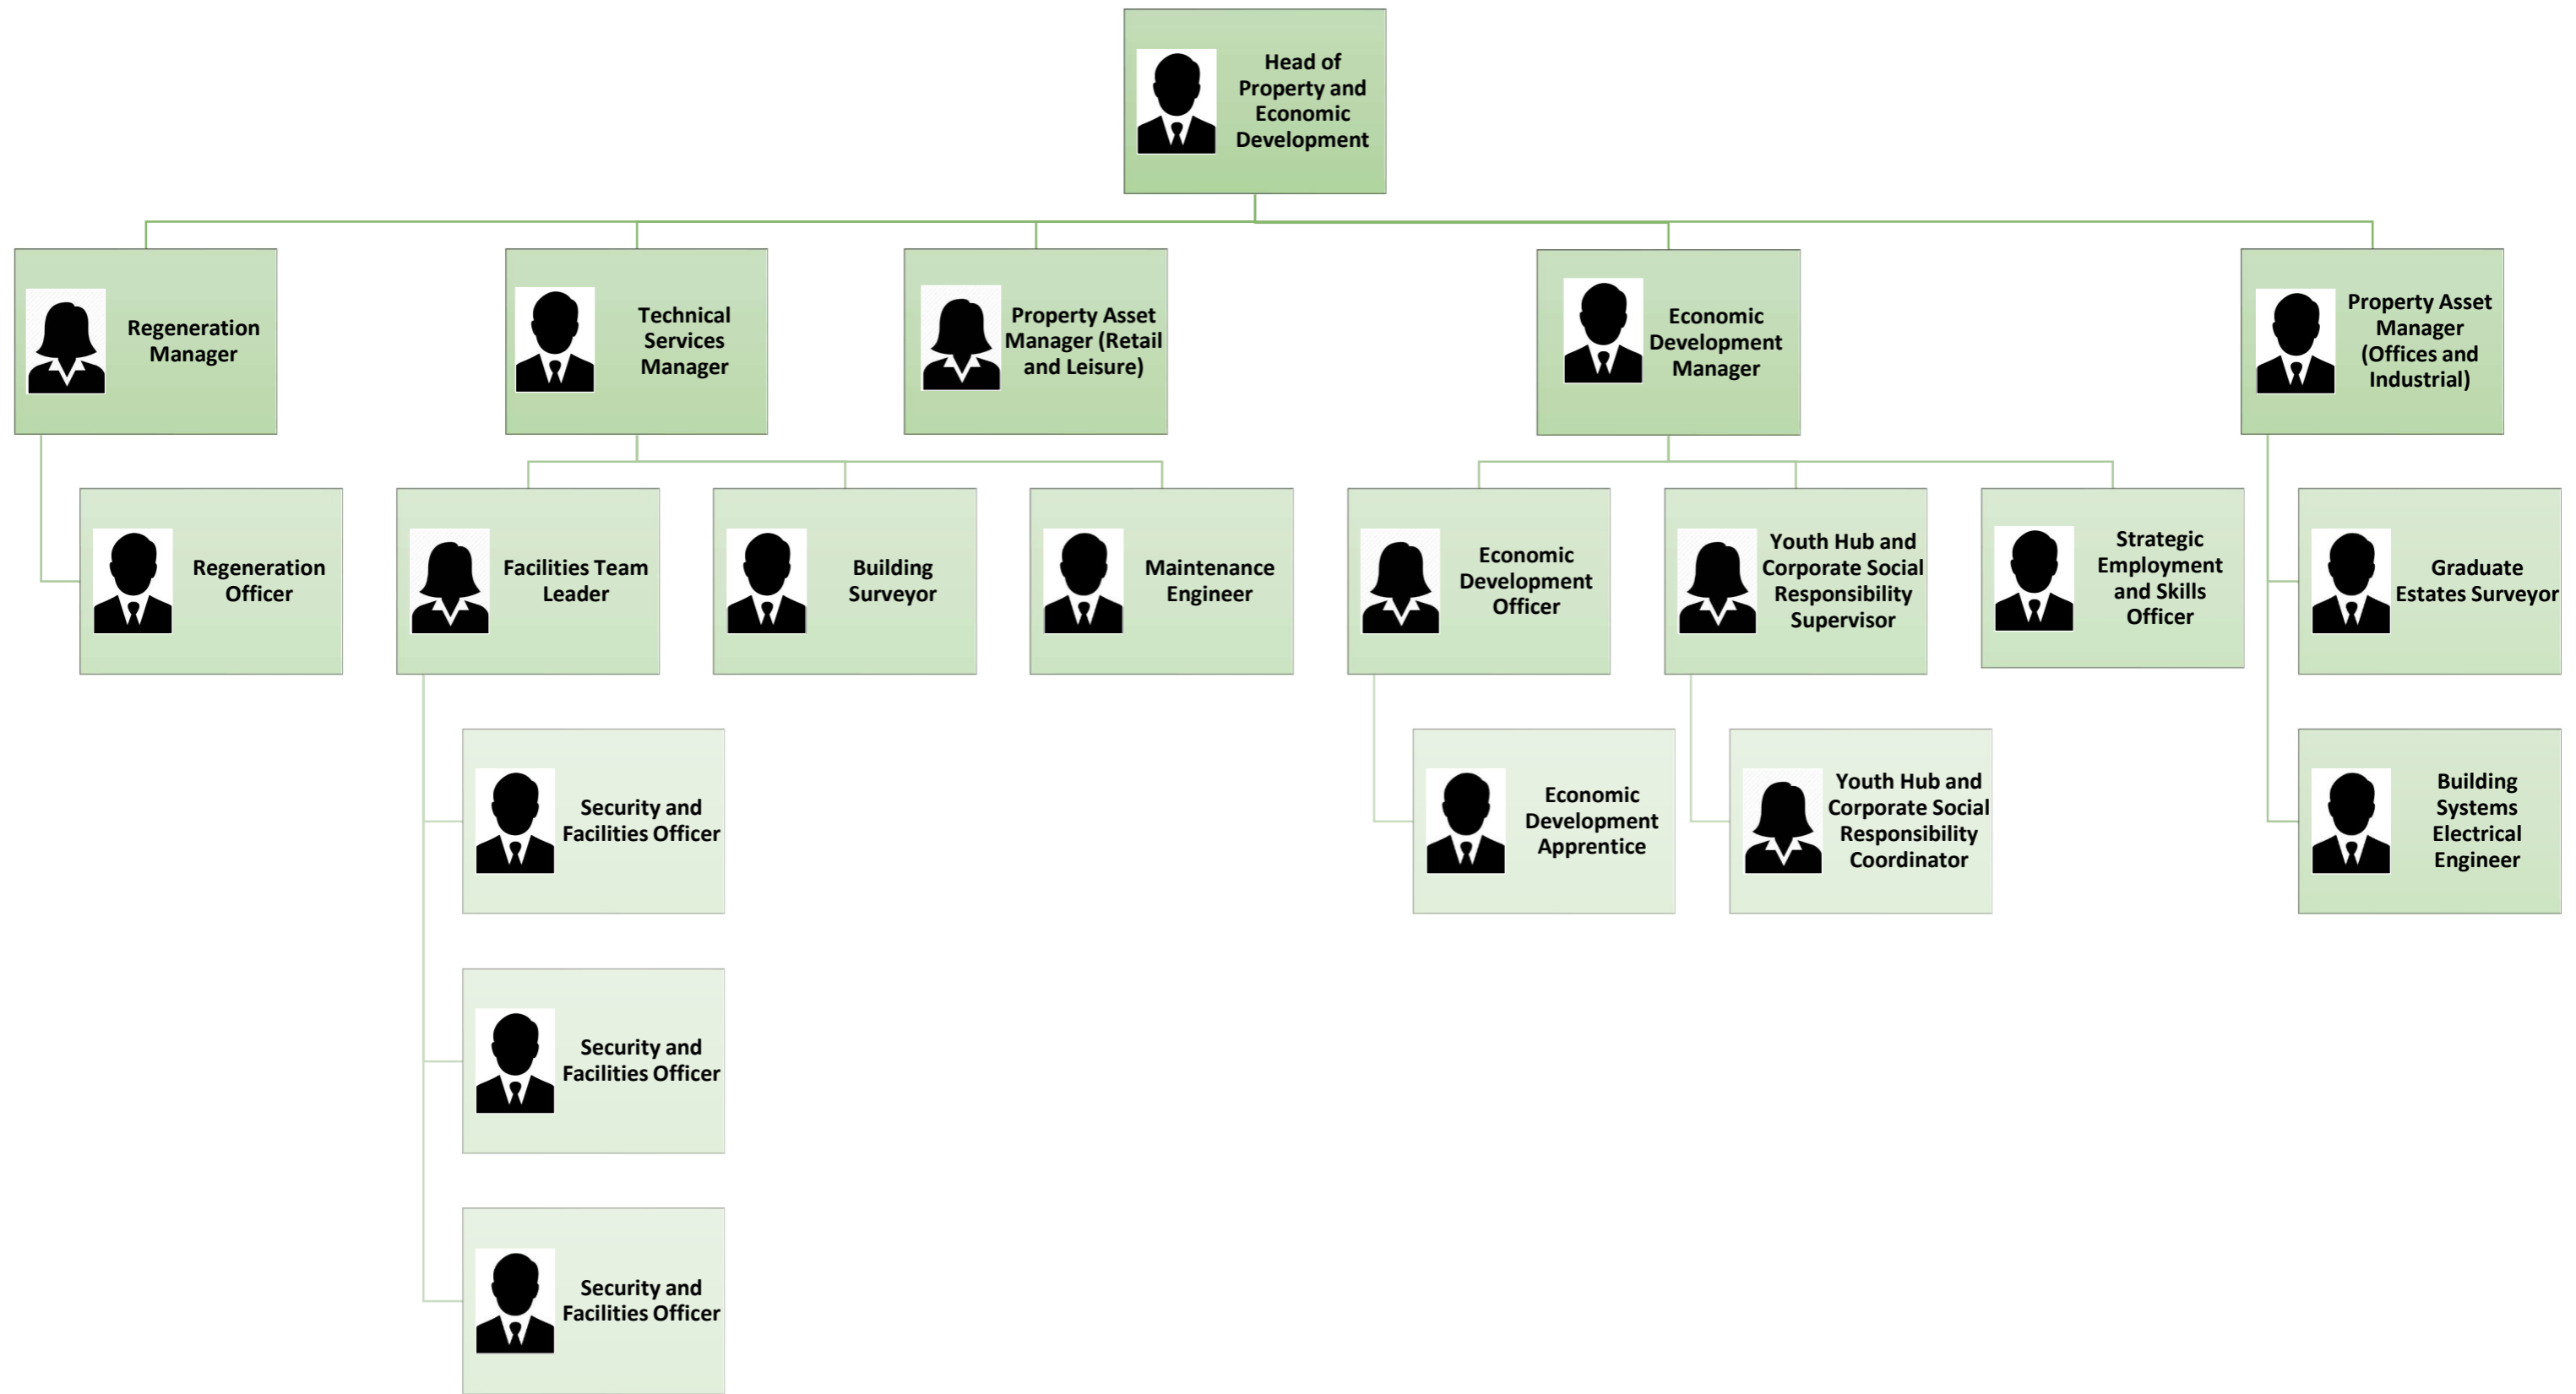 Head of
Property and
Economic
Development
Regeneration
Manager
Technical
Services
Manager
Property Asset
Manager (Retail
and Leisure)
Economic
Development
Manager
Property Asset
Manager
(Offices and
Industrial)
Regeneration
Officer
Facilities Team
Leader
Building
Surveyor
Maintenance
Engineer
Economic
Development
Officer
Youth Hub and
Corporate Social
Responsibility
Supervisor
Strategic
Employment
and Skills
Officer
Graduate
Estates Surveyor
Security and
Facilities Officer
Economic
Development
Apprentice
Youth Hub and
Corporate Social
Responsibility
Coordinator
Building
Systems
Electrical
Engineer
Security and
Facilities Officer
Security and
Facilities Officer